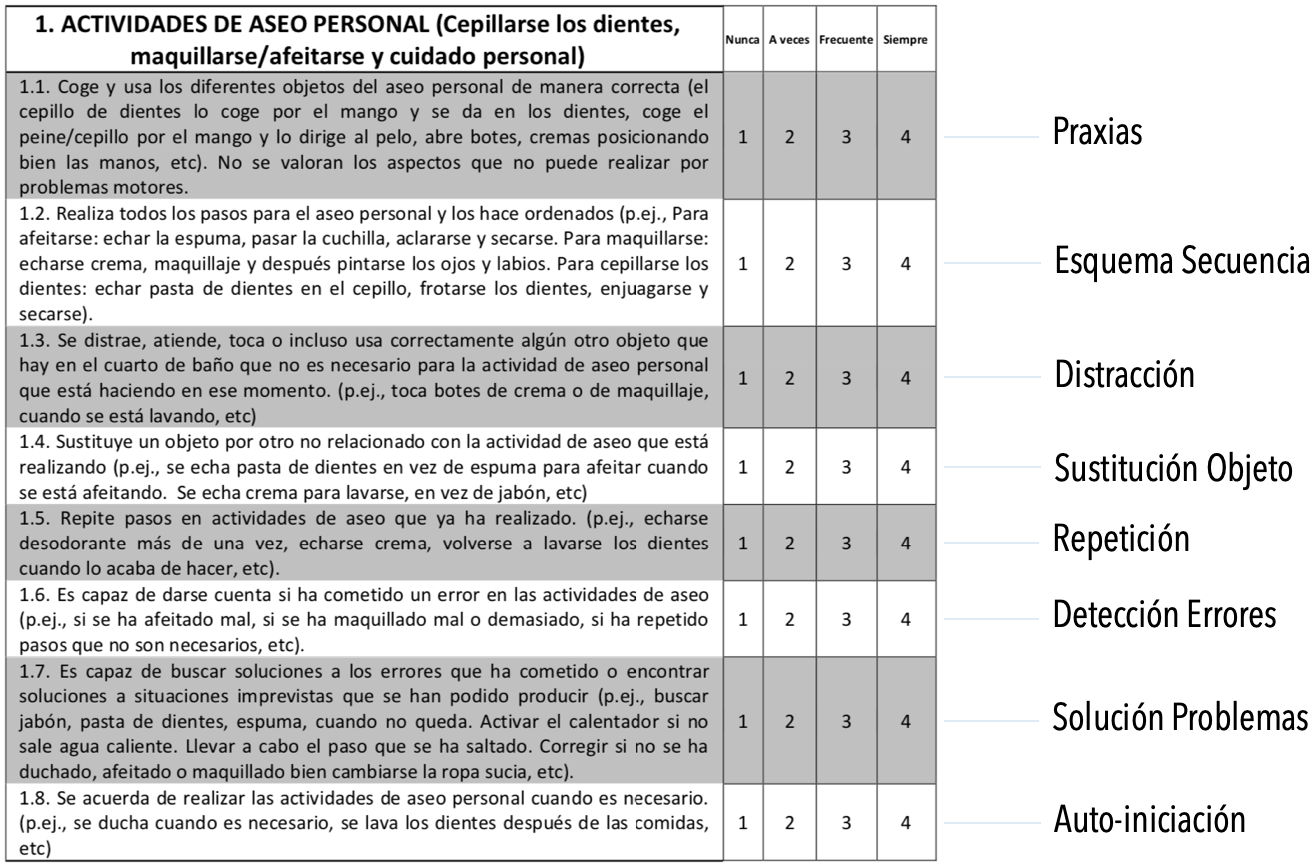 1. ACTIVIDADES DE ASEO PERSONAL (Cepillarse los dientes,
maquillarse/afeitarse y cuidado personal)
Nunca A veces Frecuente Siempre
1.1. Coge y usa los diferentes objetos del aseo personal de manera correcta (el
cepillo de dientes lo coge por el mango y se da en los dientes, coge el
peine/cepillo por el mango y lo dirige al pelo, abre botes, cremas posicionando
bien las manos, etc). No se valoran los aspectos que no puede realizar por
problemas motores.
1 2 3 4
Praxias
1.2. Realiza todos los pasos para el aseo personal y los hace ordenados (p.ej., Para
afeitarse: echar la espuma, pasar la cuchilla, aclararse y secarse. Para maquillarse:
echarse crema, maquillaje y después pintarse los ojos y labios. Para cepillarse los
dientes: echar pasta de dientes en el cepillo, frotarse los dientes, enjuagarse y
secarse).
1 2 3 4
Esquema Secuencia
1.3. Se distrae, atiende, toca o incluso usa correctamente algún otro objeto que
hay en el cuarto de baño que no es necesario para la actividad de aseo personal
que está haciendo en ese momento. (p.ej., toca botes de crema o de maquillaje,
cuando se está lavando, etc)
1 2 3 4
Distracción
1.4. Sustituye un objeto por otro no relacionado con la actividad de aseo que está
realizando (p.ej., se echa pasta de dientes en vez de espuma para afeitar cuando
se está afeitando. Se echa crema para lavarse, en vez de jabón, etc)
1 2 3 4
Sustitución Objeto
1.5. Repite pasos en actividades de aseo que ya ha realizado. (p.ej., echarse
desodorante más de una vez, echarse crema, volverse a lavarse los dientes
cuando lo acaba de hacer, etc).
1 2 3 4
Repetición
1.6. Es capaz de darse cuenta si ha cometido un error en las actividades de aseo
(p.ej., si se ha afeitado mal, si se ha maquillado mal o demasiado, si ha repetido
pasos que no son necesarios, etc).
1 2 3 4
Detección Errores
1.7. Es capaz de buscar soluciones a los errores que ha cometido o encontrar
soluciones a situaciones imprevistas que se han podido producir (p.ej., buscar
jabón, pasta de dientes, espuma, cuando no queda. Activar el calentador si no
sale agua caliente. Llevar a cabo el paso que se ha saltado. Corregir si no se ha
duchado, afeitado o maquillado bien cambiarse la ropa sucia, etc).
1 2 3 4
Solución Problemas
1.8. Se acuerda de realizar las actividades de aseo personal cuando es necesario.
(p.ej., se ducha cuando es necesario, se lava los dientes después de las comidas,
etc)
1 2 3 4
Auto-iniciación